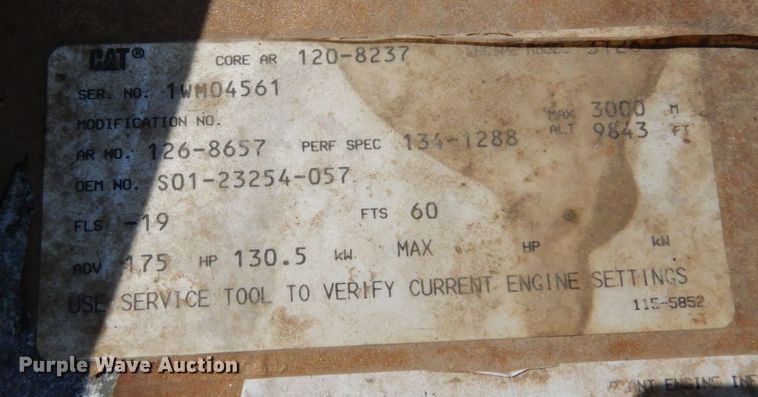 CAT® CORE AR 120-8237 MODEL
SER. NO. 1WM04561
MODIFICATION NO. MAX 3000 M
AR NO. 126-8657 PERF SPEC 134-1288 ALT 9843 FT
OEM NO. S01-23254-057
FLS -19 FTS 60
ADV 175 HP 130.5 kW MAX HP kW
USE SERVICE TOOL TO VERIFY CURRENT ENGINE SETTINGS
115-5852
Purple Wave Auction
ENGINE